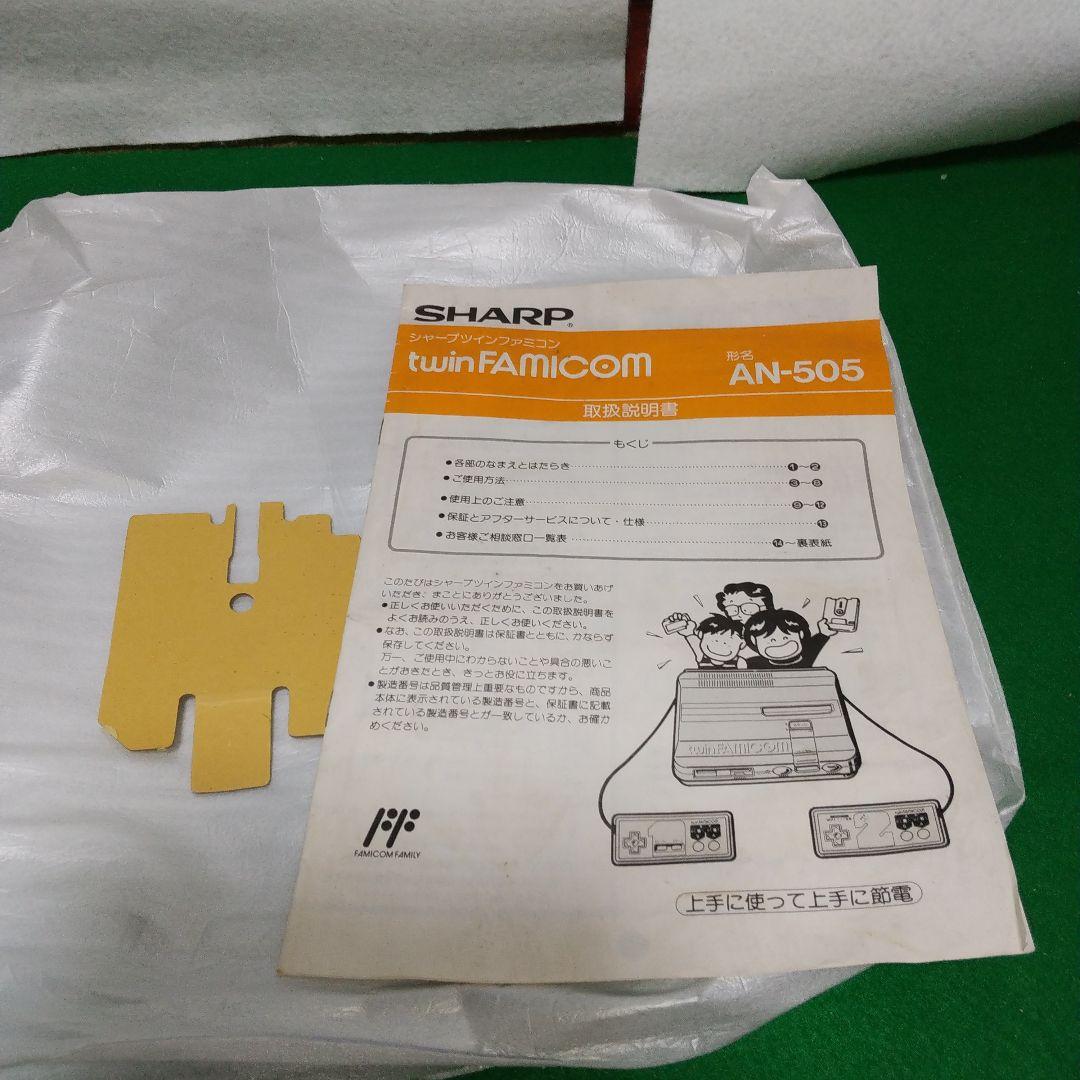 SHARP®
シャープツインファミコン
twinFAMICOM
形名
AN-505
取扱説明書
もくじ
●各部のなまえとはたらき……❶〜❷
●ご使用方法……❸〜❽
●使用上のご注意……❾〜⓬
●保証とアフターサービスについて・仕様……⓭
●お客様ご相談窓口一覧表……⓮〜裏表紙
このたびはシャープツインファミコンをお買いあげ
いただき、まことにありがとうございました。
●正しくお使いいただくために、この取扱説明書を
よくお読みのうえ、正しくお使いください。
●なお、この取扱説明書は保証書とともに、かならず
保存してください。
万一、ご使用中にわからないことや具合の悪いこ
とがおきたとき、きっとお役に立ちます。
●製造番号は品質管理上重要なものですから、商品
本体に表示されている製造番号と、保証書に記載
されている製造番号とが一致しているか、お確か
めください。
twinFAMICOM
FAMICOM FAMILY
上手に使って上手に節電